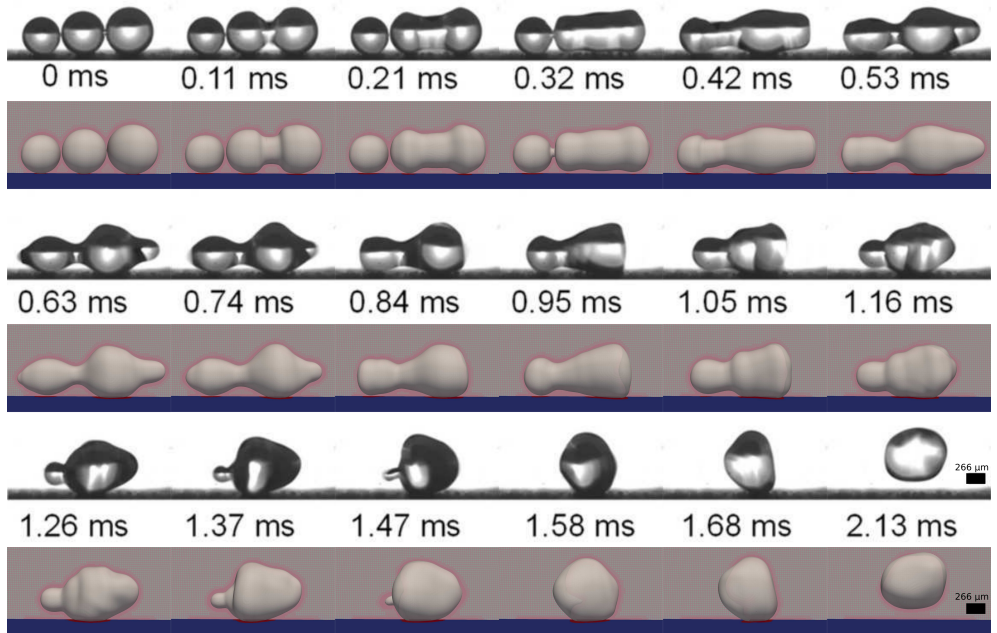 0 ms 0.11 ms 0.21 ms 0.32 ms 0.42 ms 0.53 ms
0.63 ms 0.74 ms 0.84 ms 0.95 ms 1.05 ms 1.16 ms
266 μm
1.26 ms 1.37 ms 1.47 ms 1.58 ms 1.68 ms 2.13 ms
266 μm